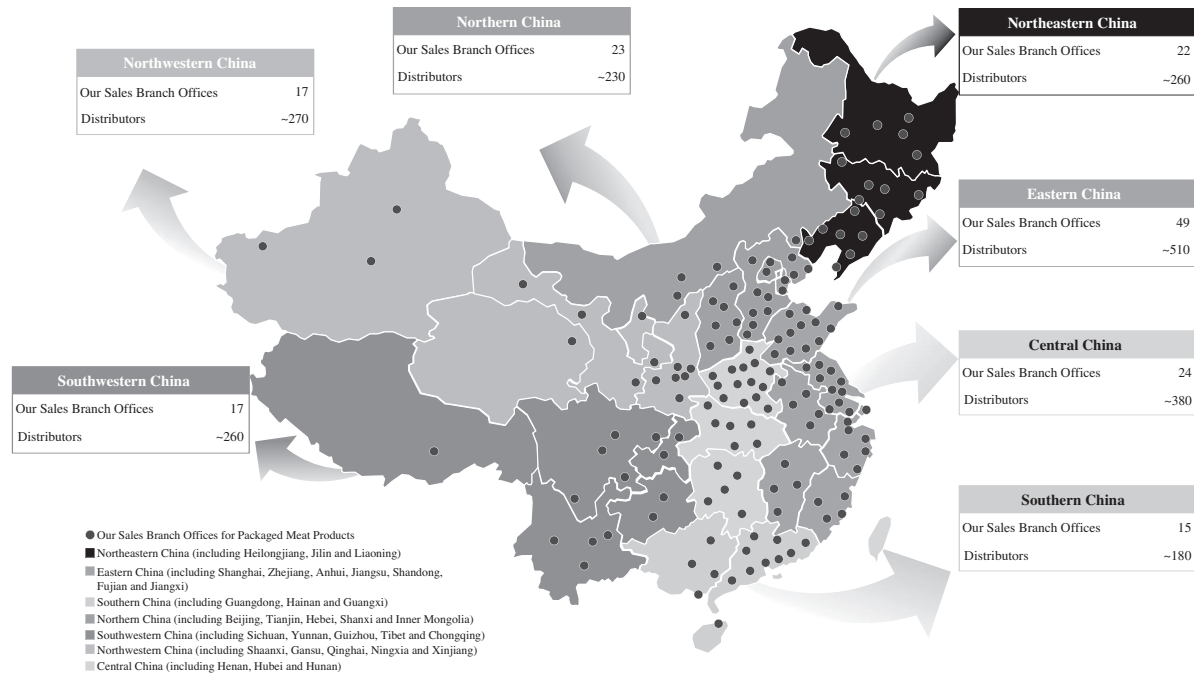 Northern China
Our Sales Branch Offices 23
Distributors ~230
Northeastern China
Our Sales Branch Offices 22
Distributors ~260
Northwestern China
Our Sales Branch Offices 17
Distributors ~270
Eastern China
Our Sales Branch Offices 49
Distributors ~510
Central China
Our Sales Branch Offices 24
Distributors ~380
Southwestern China
Our Sales Branch Offices 17
Distributors ~260
Southern China
Our Sales Branch Offices 15
Distributors ~180
Our Sales Branch Offices for Packaged Meat Products
Northeastern China (including Heilongjiang, Jilin and Liaoning)
Eastern China (including Shanghai, Zhejiang, Anhui, Jiangsu, Shandong,
Fujian and Jiangxi)
Southern China (including Guangdong, Hainan and Guangxi)
Northern China (including Beijing, Tianjin, Hebei, Shanxi and Inner Mongolia)
Southwestern China (including Sichuan, Yunnan, Guizhou, Tibet and Chongqing)
Northwestern China (including Shaanxi, Gansu, Qinghai, Ningxia and Xinjiang)
Central China (including Henan, Hubei and Hunan)